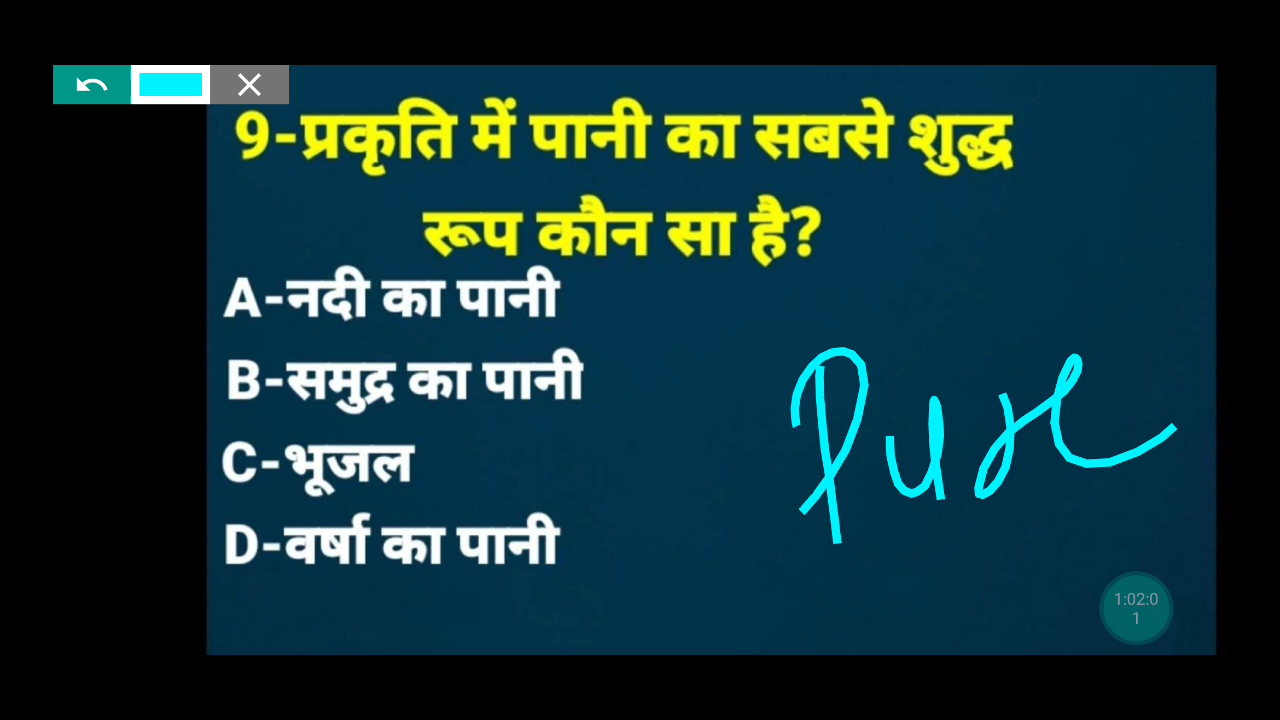 9-प्रकृति में पानी का सबसे शुद्ध
रूप कौन सा है?
A-नदी का पानी
B-समुद्र का पानी
C-भूजल
D-वर्षा का पानी
Pure
1:02:0
1